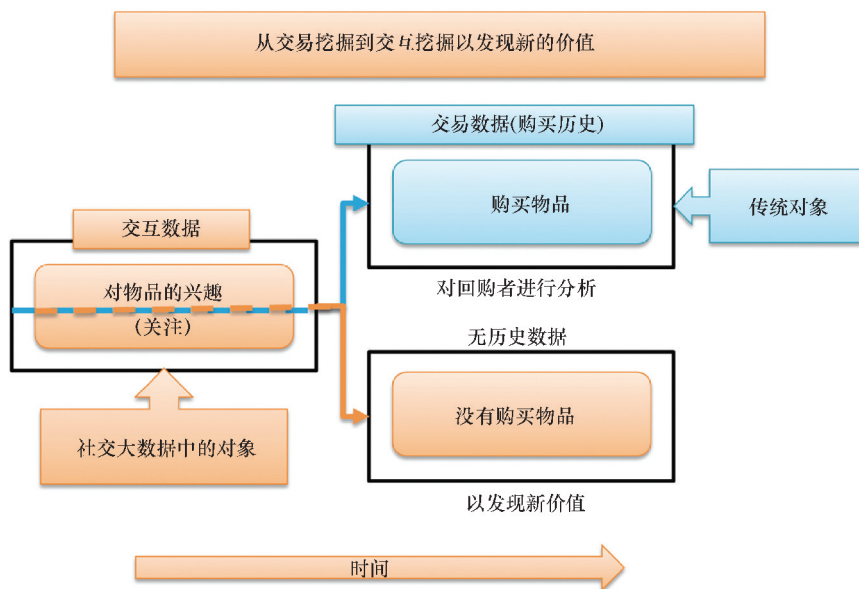 从交易挖掘到交互挖掘以发现新的价值
交易数据(购买历史)
购买物品
传统对象
对回购者进行分析
交互数据
对物品的兴趣
(关注)
社交大数据中的对象
无历史数据
没有购买物品
以发现新价值
时间